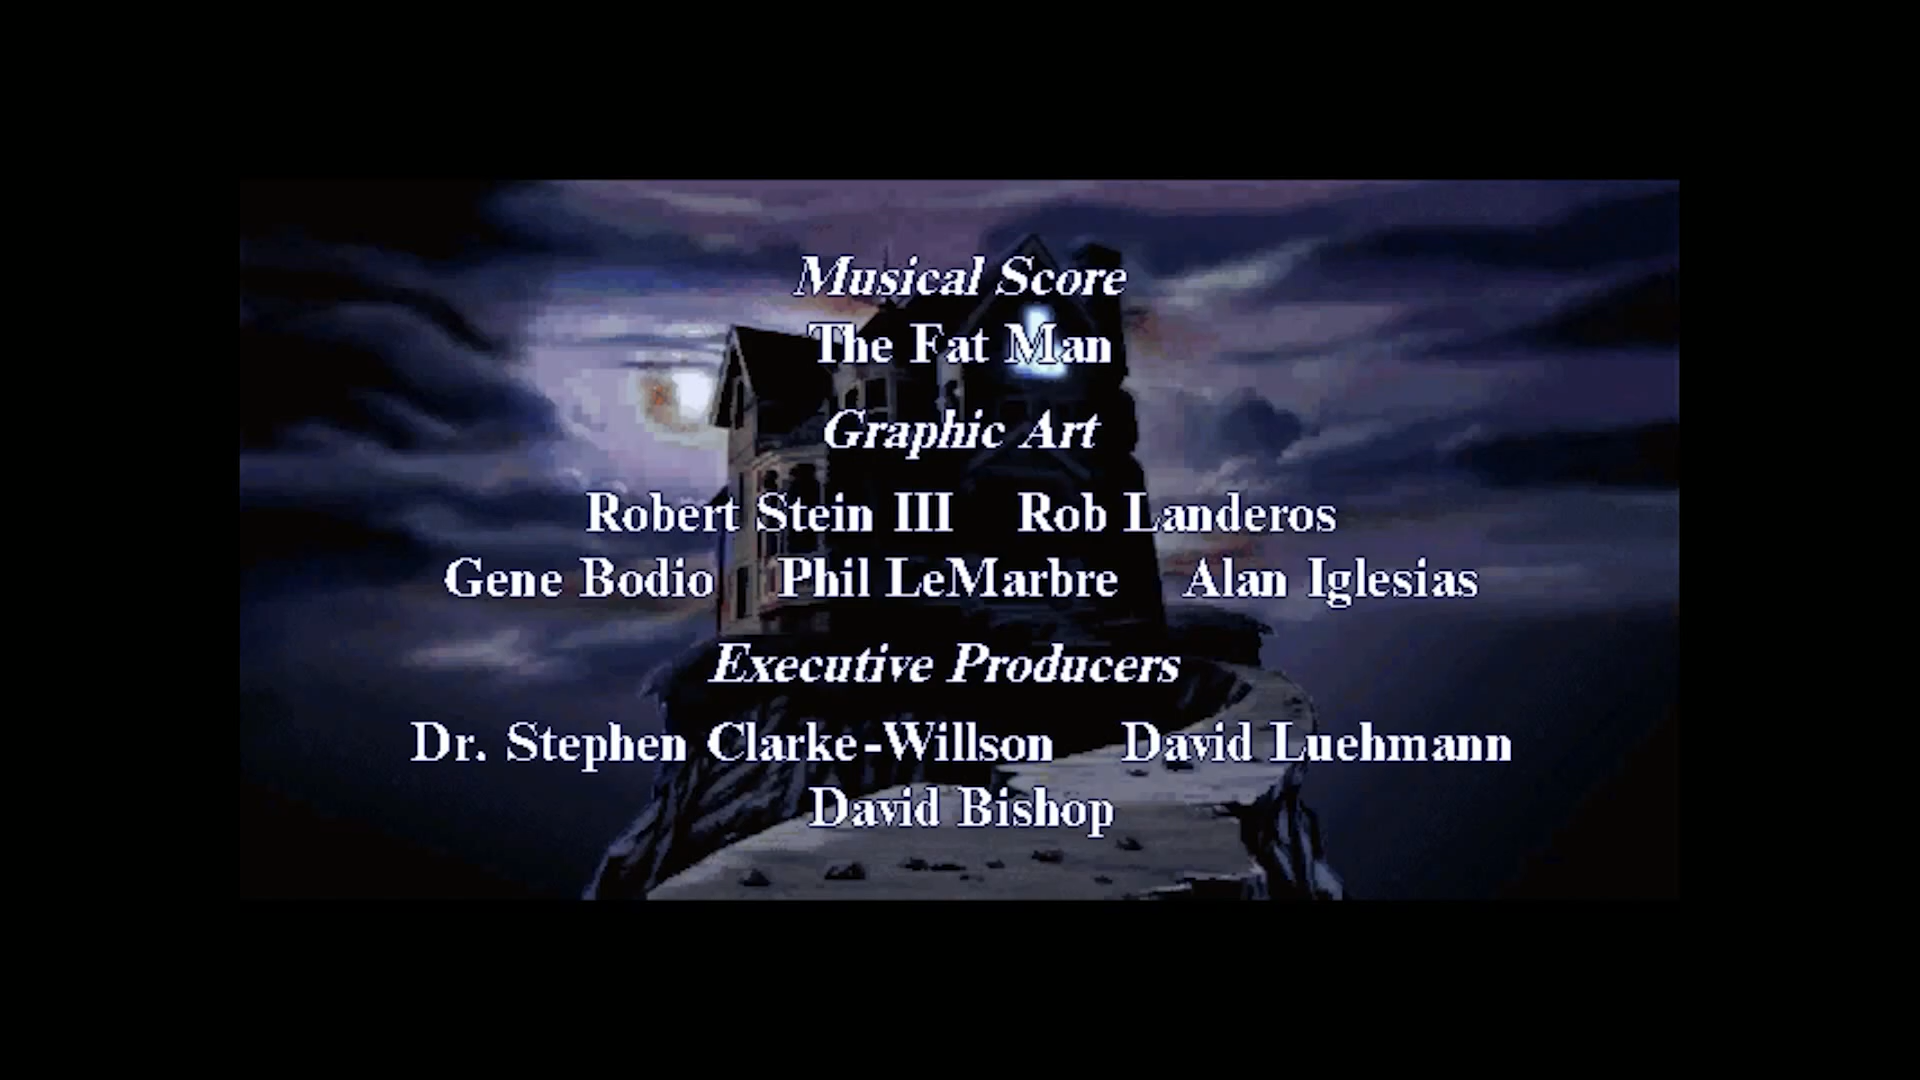 Musical Score
The Fat Man
Graphic Art
Robert Stein III Rob Landeros
Gene Bodio Phil LeMarbre Alan Iglesias
Executive Producers
Dr. Stephen Clarke-Willson David Luehmann
David Bishop